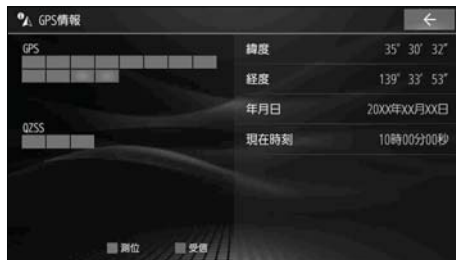 GPS情報
GPS
QZSS
測位
受信
緯度 35° 30' 32"
経度 139° 33' 53"
年月日 20XX年XX月XX日
現在時刻 10時00分00秒